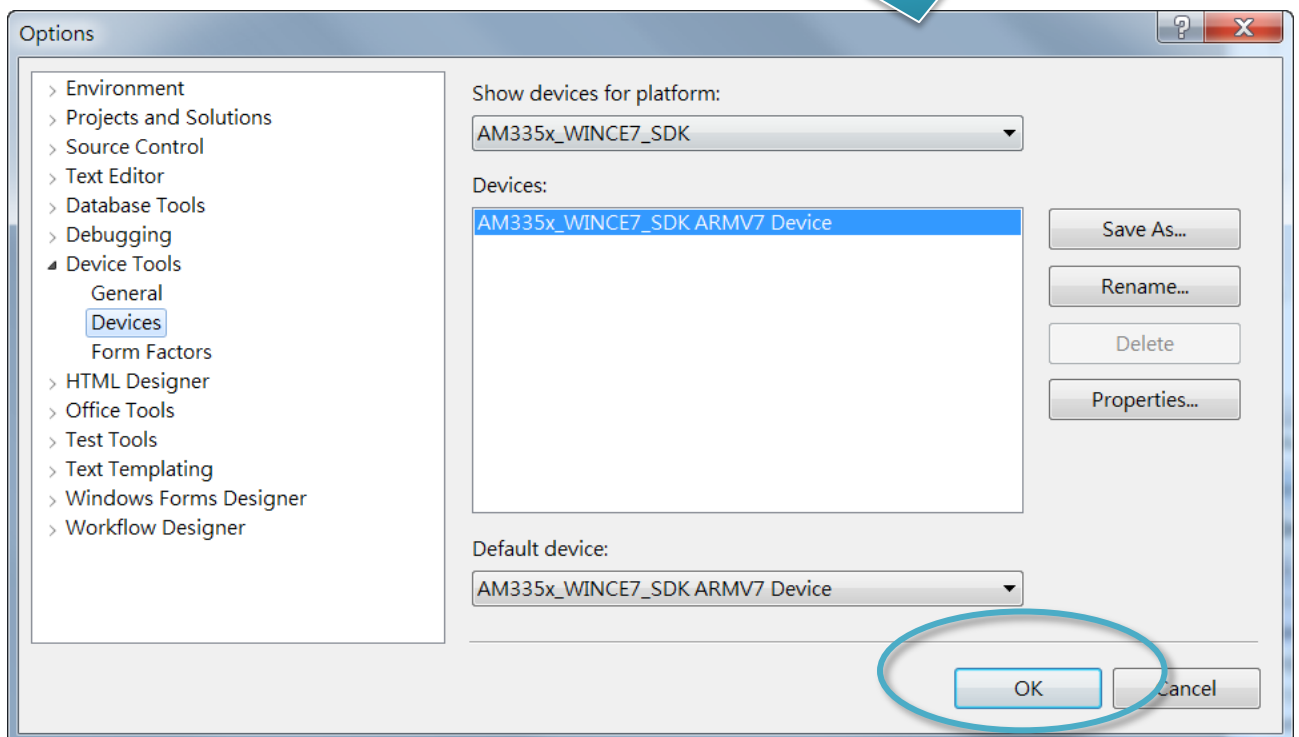 Options
Environment
Projects and Solutions
Source Control
Text Editor
Database Tools
Debugging
Device Tools
General
Devices
Form Factors
HTML Designer
Office Tools
Test Tools
Text Templating
Windows Forms Designer
Workflow Designer
Show devices for platform:
AM335x_WINCE7_SDK
Devices:
AM335x_WINCE7_SDK ARMV7 Device
Save As...
Rename...
Delete
Properties...
Default device:
AM335x_WINCE7_SDK ARMV7 Device
OK
Cancel